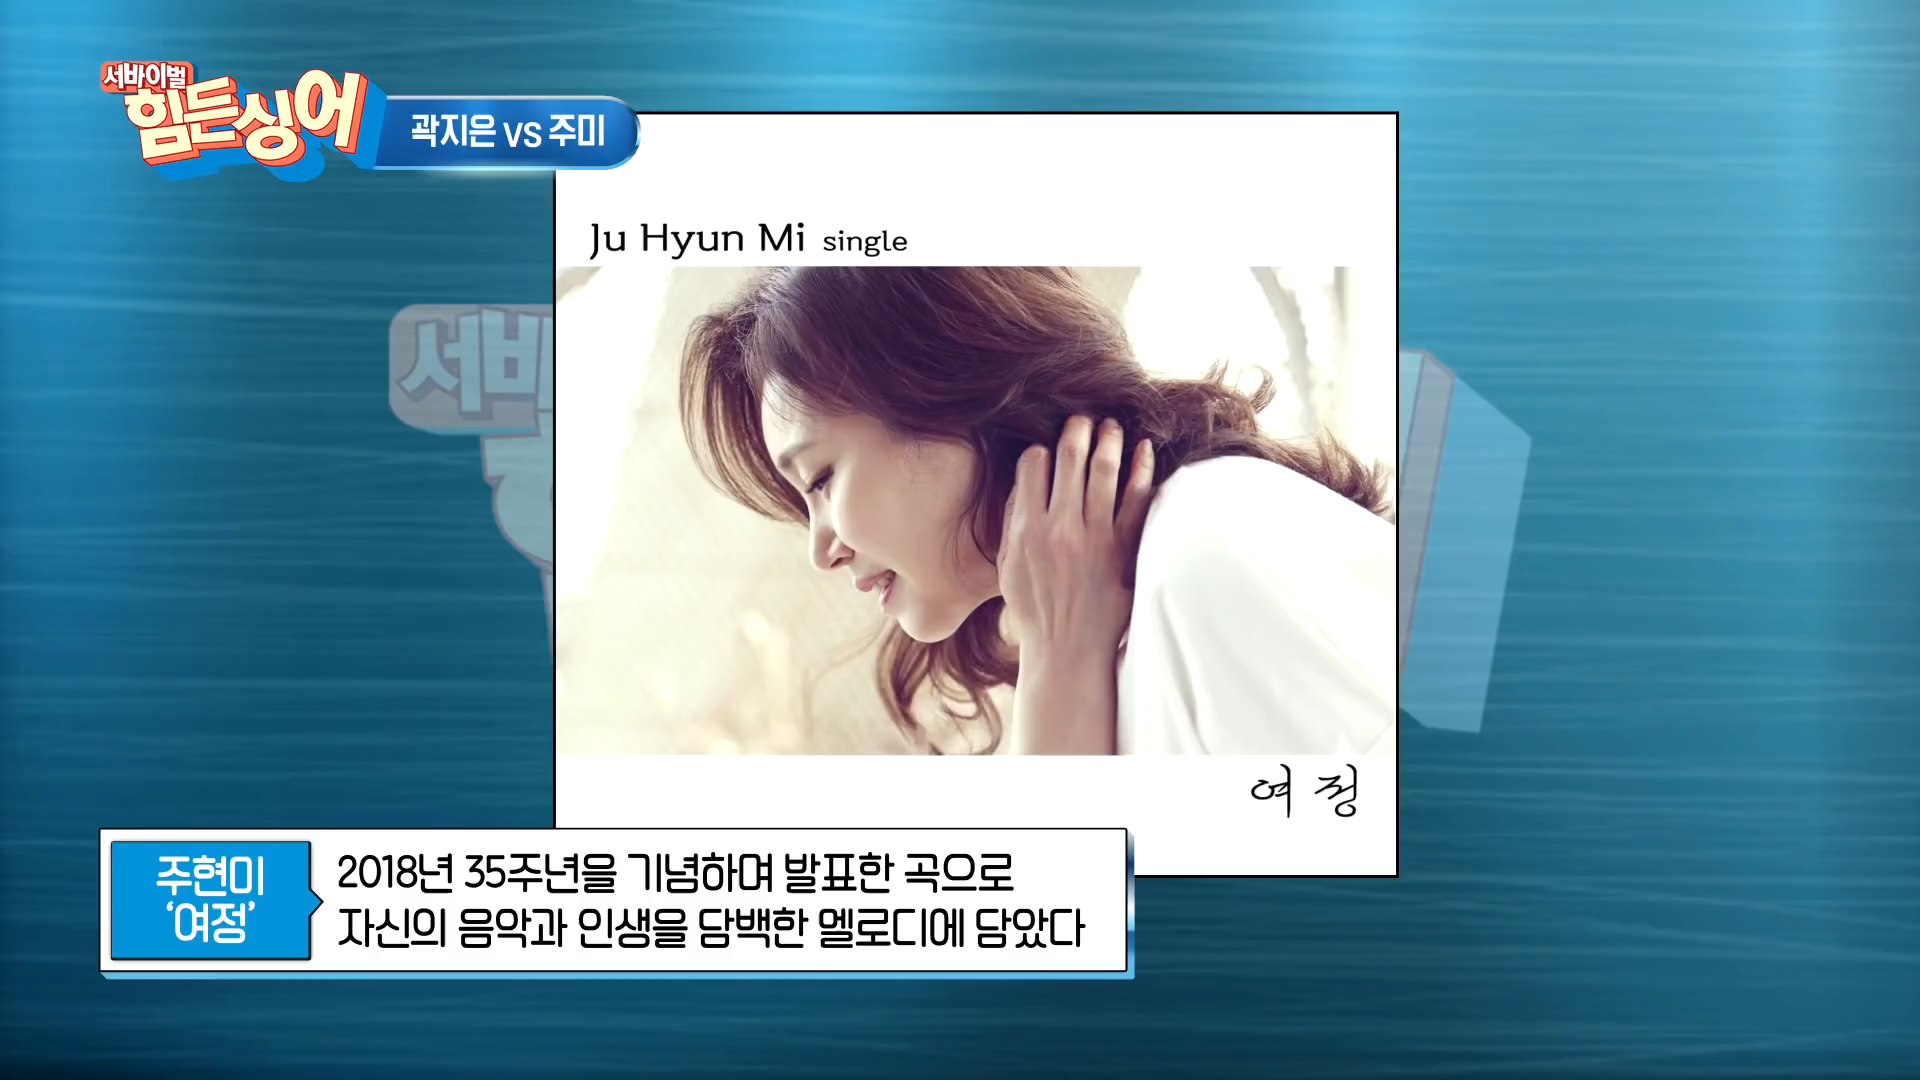 서바이벌
힘든싱어
곽지은 vs 주미
Ju Hyun Mi single
서바
여정
주현미
‘여정’
2018년 35주년을 기념하며 발표한 곡으로
자신의 음악과 인생을 담백한 멜로디에 담았다